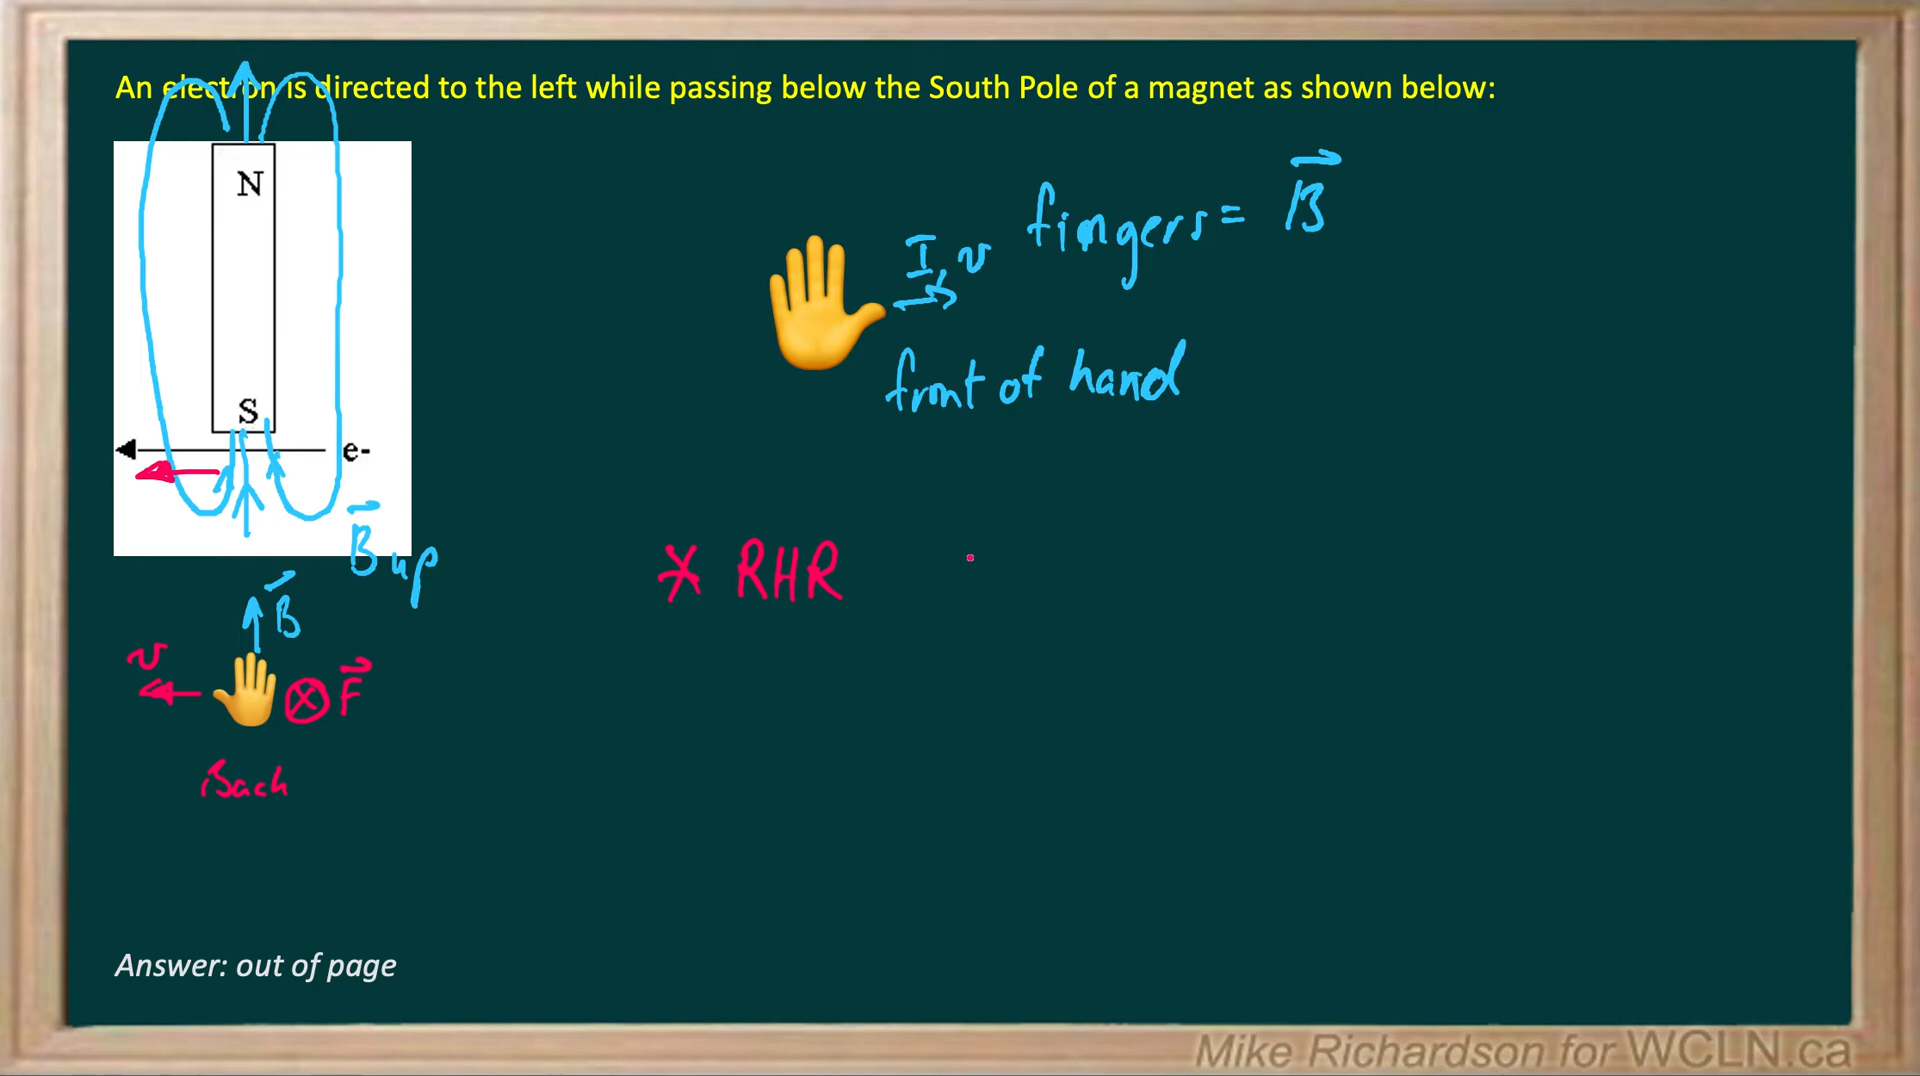 An electron is directed to the left while passing below the South Pole of a magnet as shown below:
N
S
e-
B up
B
v
F
Back
I, v
fingers = B
front of hand
* RHR
Answer: out of page
Mike Richardson for WCLN.ca